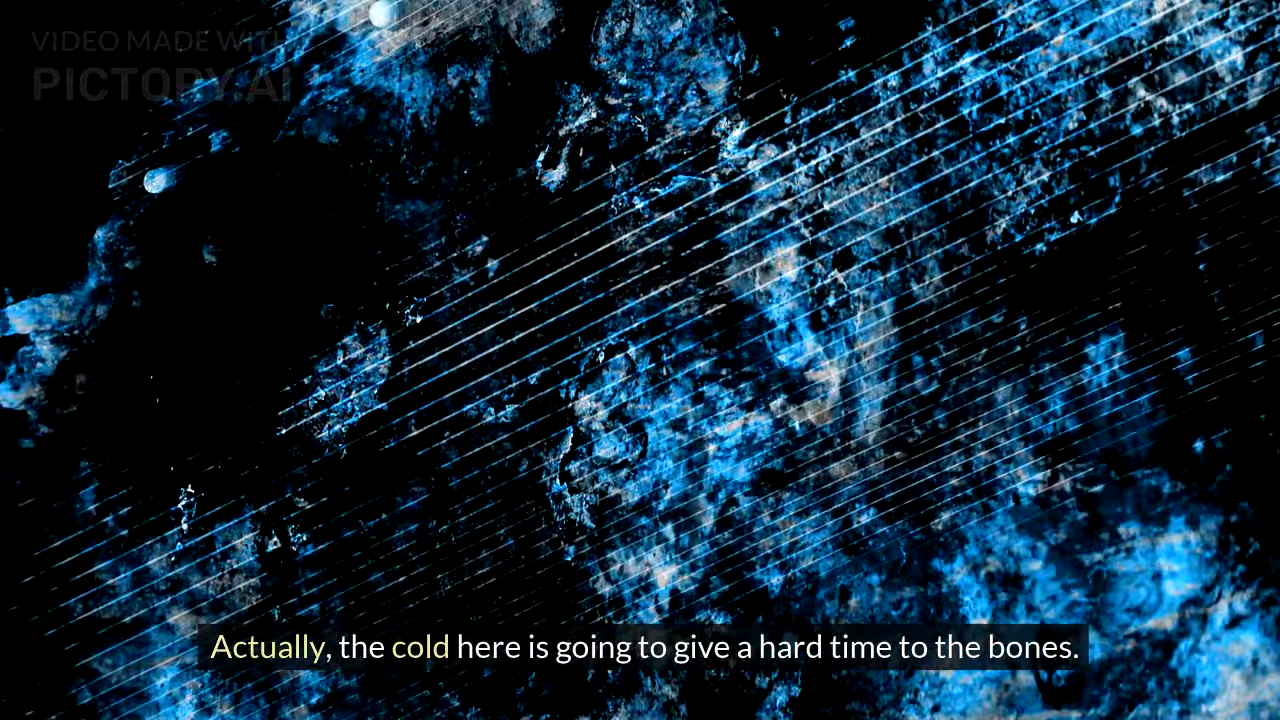 VIDEO MADE WITH
PICTORY.AI
Actually, the cold here is going to give a hard time to the bones.